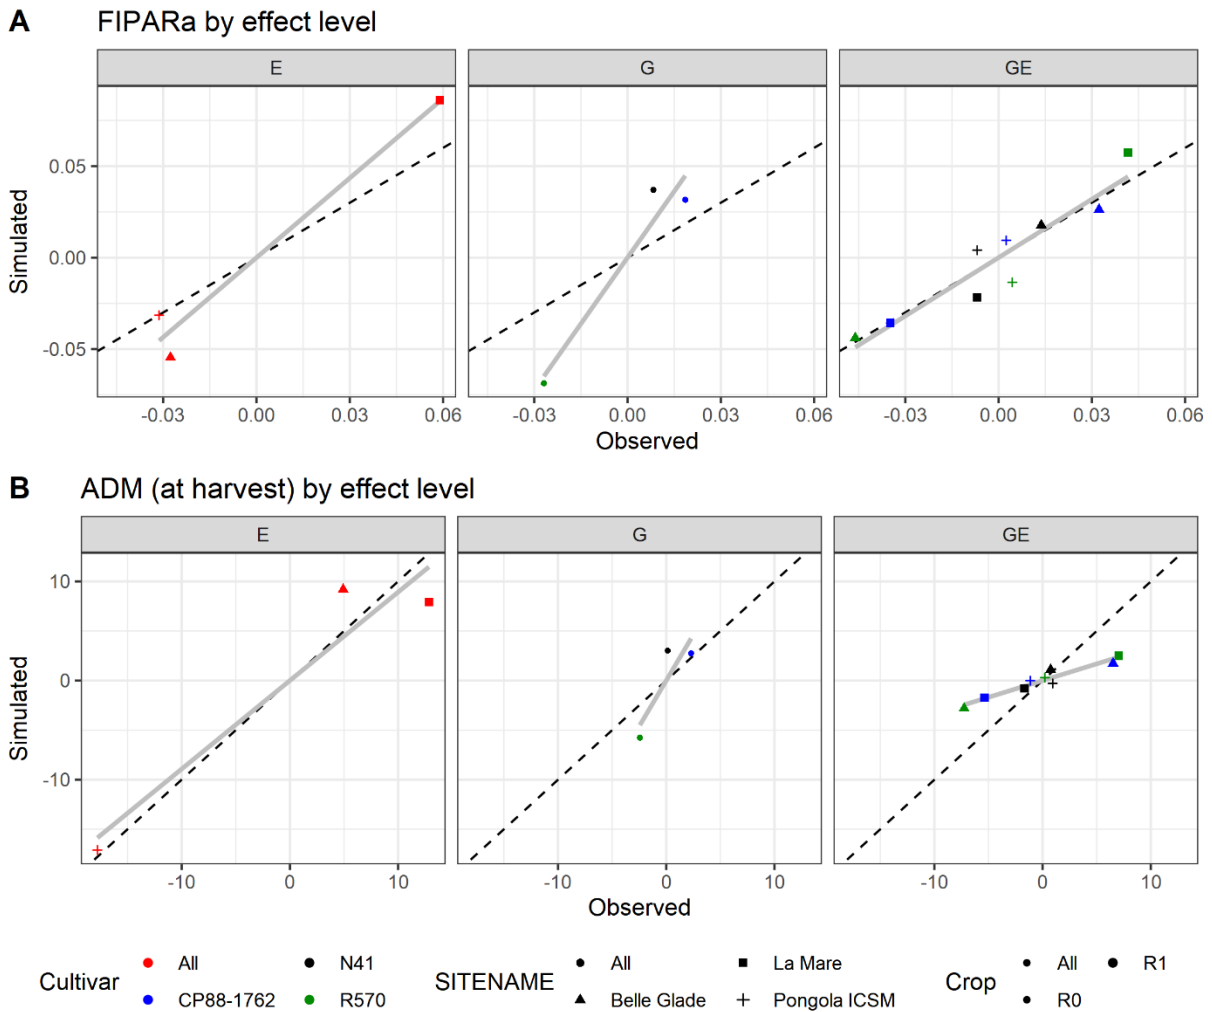 A FIPARa by effect level
E G GE
Simulated
0.05
0.00
-0.05
-0.03 0.00 0.03 0.06 -0.03 0.00 0.03 0.06 -0.03 0.00 0.03 0.06
Observed
B ADM (at harvest) by effect level
E G GE
Simulated
10
0
-10
-10 0 10 -10 0 10 -10 0 10
Observed
Cultivar All N41 SITENAME All La Mare Crop All R1
CP88-1762 R570 Belle Glade Pongola ICSM R0